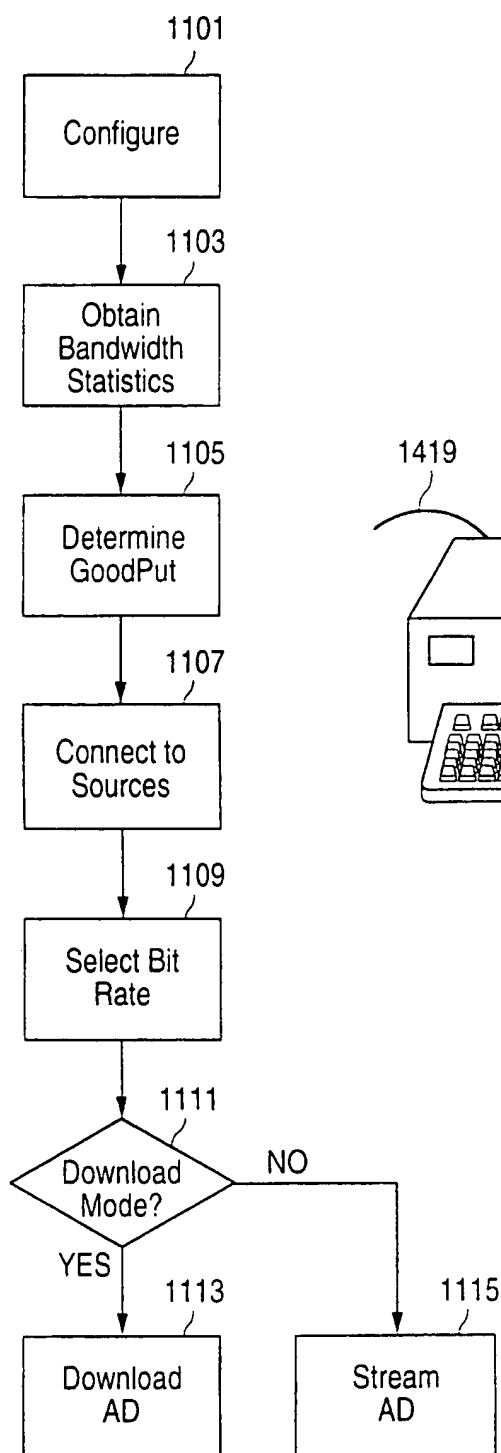 1101
Configure
1103
Obtain
Bandwidth
Statistics
1105
Determine
GoodPut
1419
1107
Connect to
Sources
1109
Select Bit
Rate
1111
Download
Mode?
NO
YES
1113
Download
AD
1115
Stream
AD